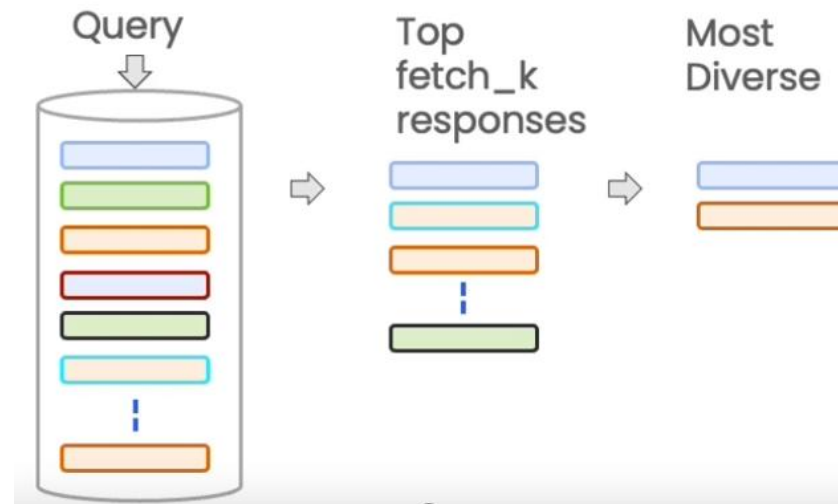 Query
Top
fetch_k
responses
Most
Diverse